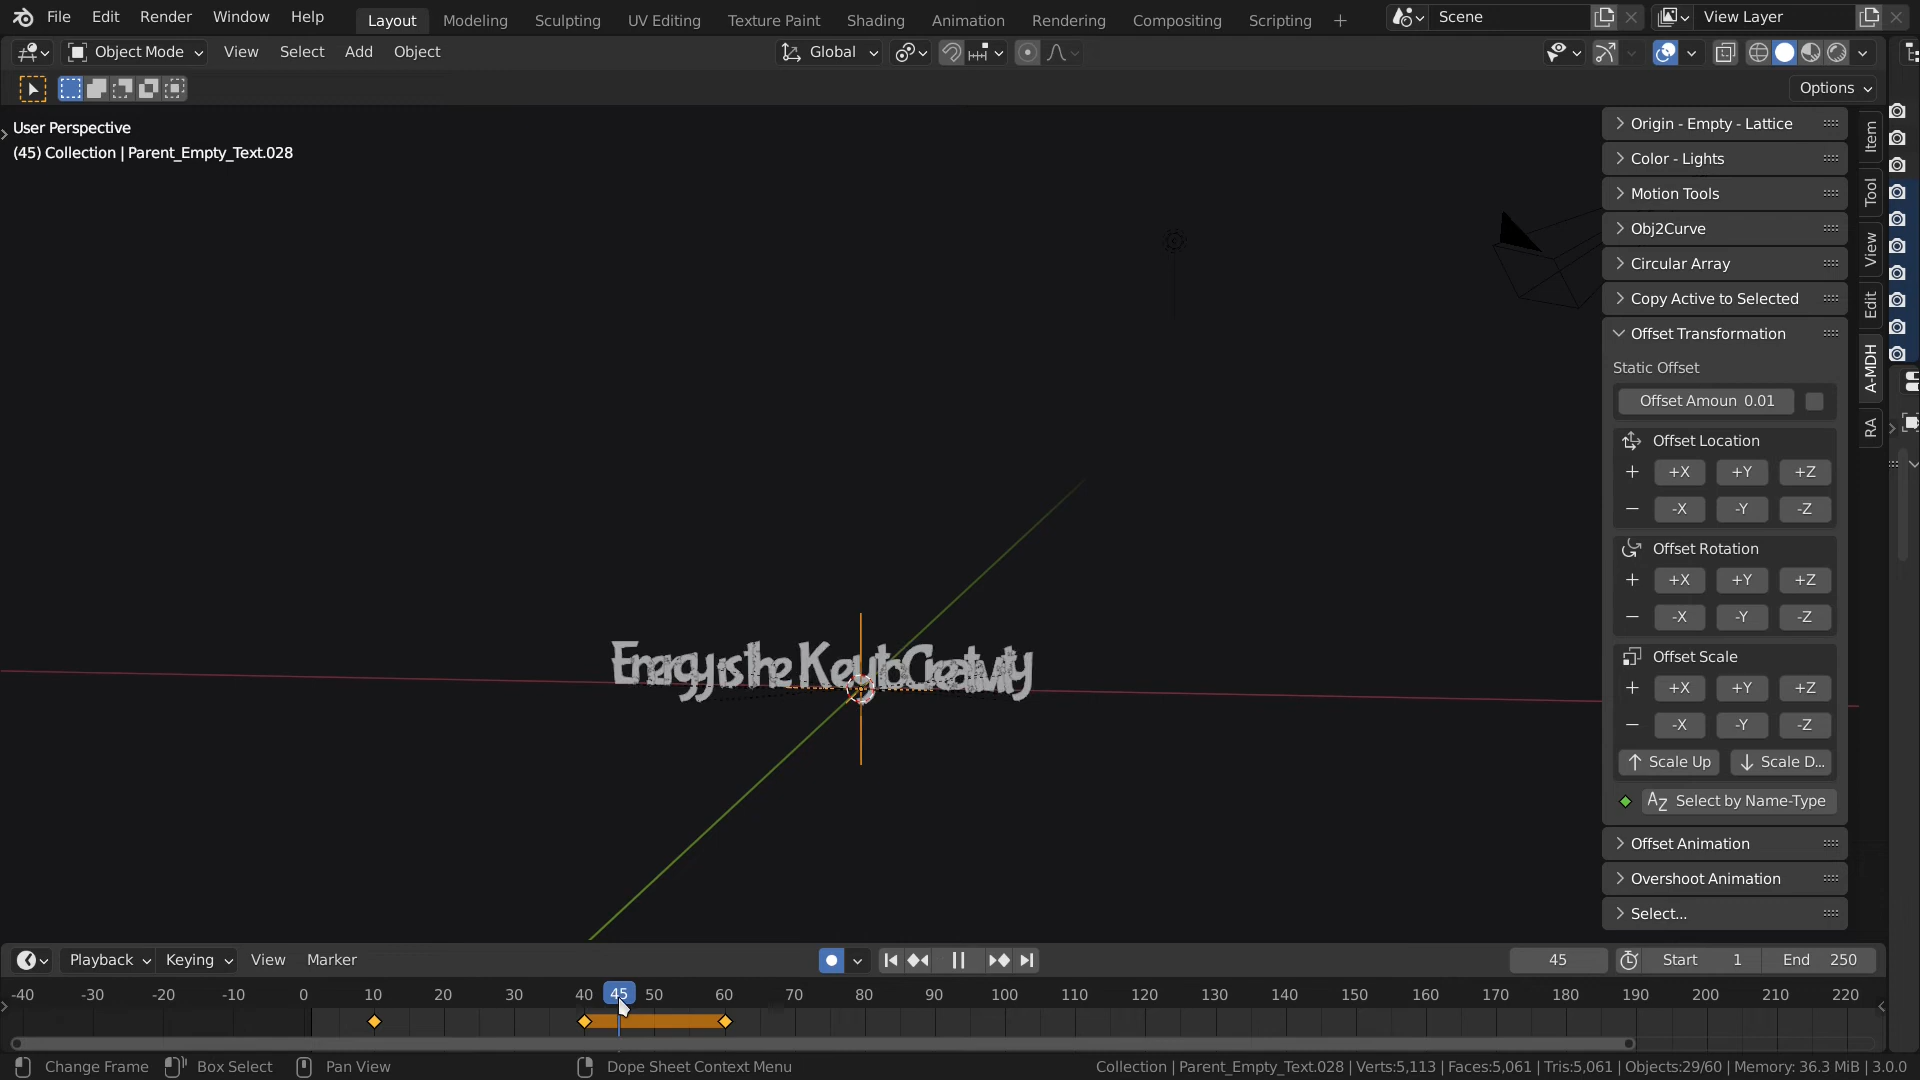 File Edit Render Window Help Layout Modeling Sculpting UV Editing Texture Paint Shading Animation Rendering Compositing Scripting + Scene View Layer
Object Mode View Select Add Object Global
Options
User Perspective
(45) Collection | Parent_Empty_Text.028
Origin - Empty - Lattice
Color - Lights
Motion Tools
Obj2Curve
Circular Array
Copy Active to Selected
Offset Transformation
Static Offset
Offset Amoun 0.01
Offset Location
+ +X +Y +Z
− -X -Y -Z
Offset Rotation
+ +X +Y +Z
− -X -Y -Z
Offset Scale
+ +X +Y +Z
− -X -Y -Z
Scale Up Scale D...
AZ Select by Name-Type
Offset Animation
Overshoot Animation
Select...
Item
Tool
View
Edit
A-MDH
RA
Energy is the Key to Creativity
Playback Keying View Marker 45 Start 1 End 250
-40 -30 -20 -10 0 10 20 30 40 45 50 60 70 80 90 100 110 120 130 140 150 160 170 180 190 200 210 220
Change Frame Box Select Pan View Dope Sheet Context Menu Collection | Parent_Empty_Text.028 | Verts:5,113 | Faces:5,061 | Tris:5,061 | Objects:29/60 | Memory: 36.3 MiB | 3.0.0